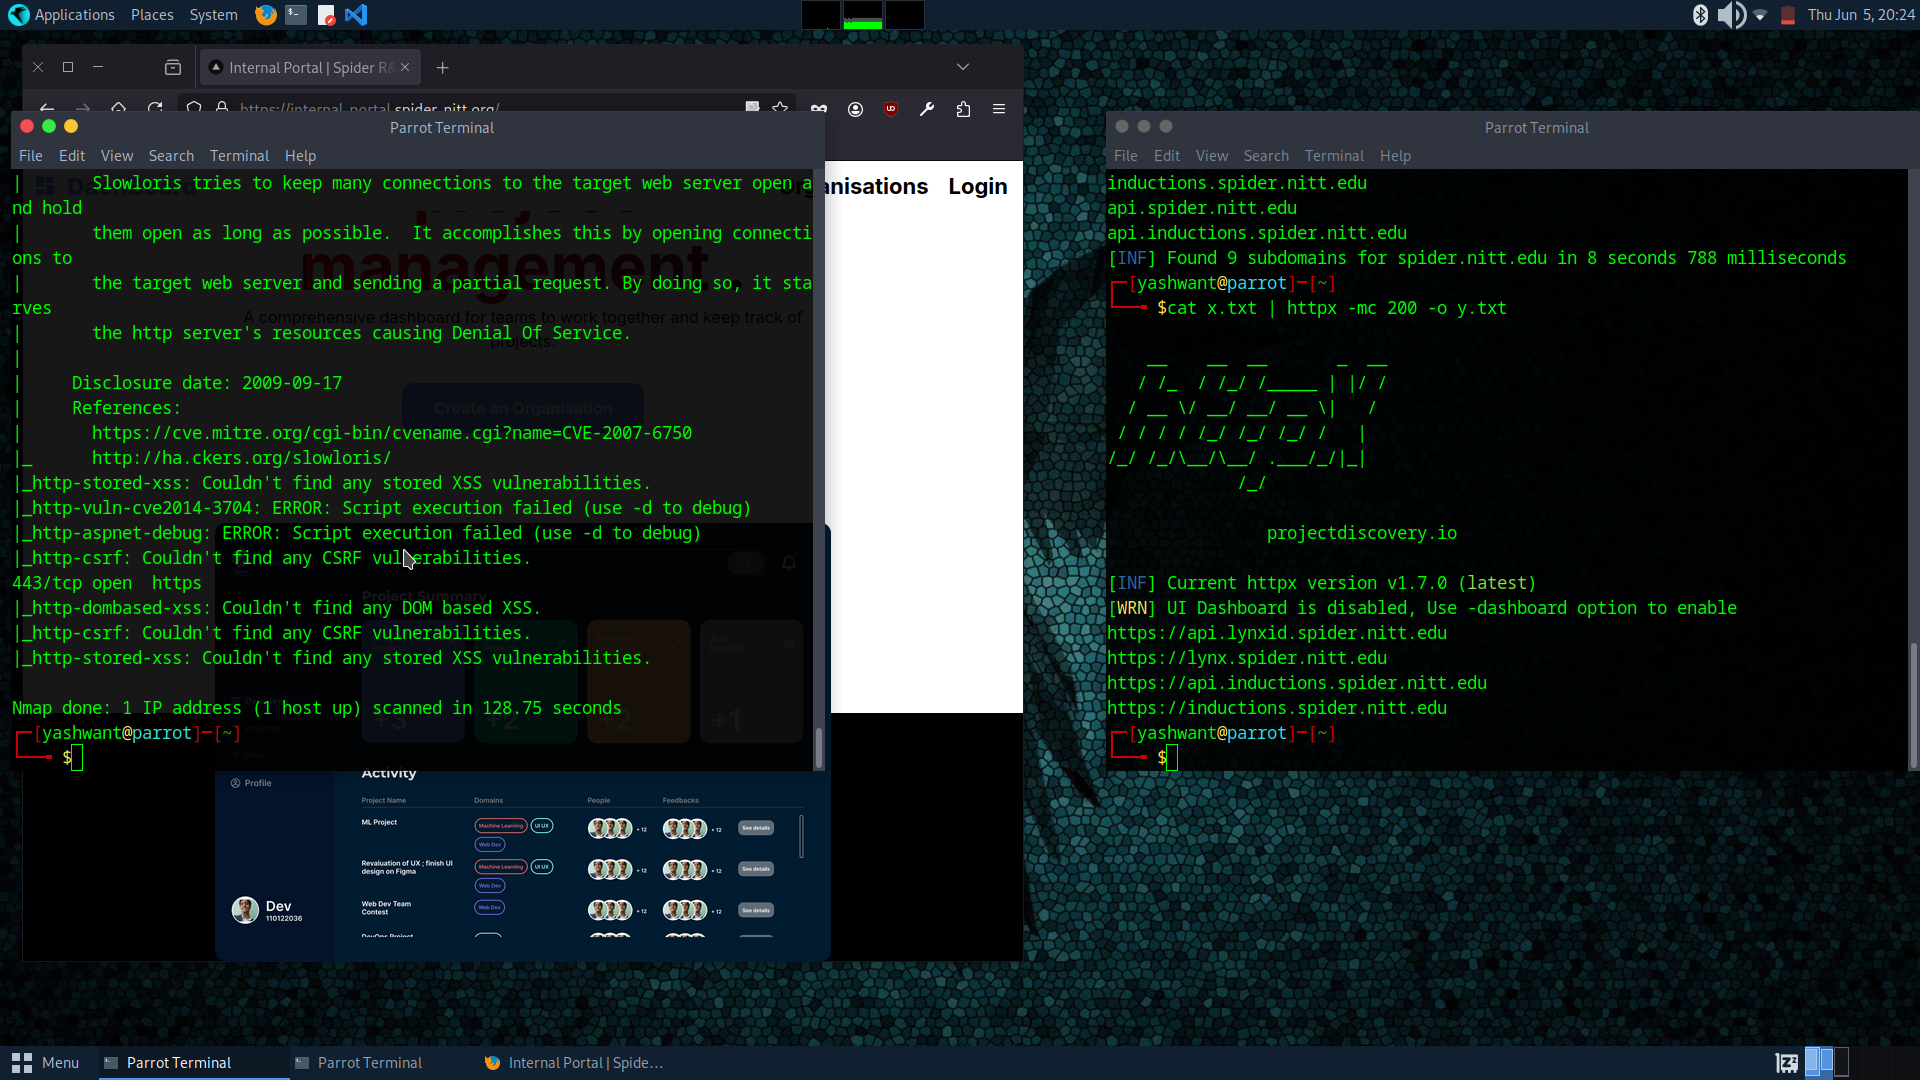 Applications Places System
Thu Jun 5, 20:24
Internal Portal | Spider R&
https://internal-portal.spider-nitt.org/
Parrot Terminal
File Edit View Search Terminal Help
|       Slowloris tries to keep many connections to the target web server open a
nd hold
|       them open as long as possible.  It accomplishes this by opening connecti
ons to
|       the target web server and sending a partial request. By doing so, it sta
rves
|       the http server's resources causing Denial Of Service.
|
|     Disclosure date: 2009-09-17
|     References:
|       https://cve.mitre.org/cgi-bin/cvename.cgi?name=CVE-2007-6750
|_      http://ha.ckers.org/slowloris/
|_http-stored-xss: Couldn't find any stored XSS vulnerabilities.
|_http-vuln-cve2014-3704: ERROR: Script execution failed (use -d to debug)
|_http-aspnet-debug: ERROR: Script execution failed (use -d to debug)
|_http-csrf: Couldn't find any CSRF vulnerabilities.
443/tcp open  https
|_http-dombased-xss: Couldn't find any DOM based XSS.
|_http-csrf: Couldn't find any CSRF vulnerabilities.
|_http-stored-xss: Couldn't find any stored XSS vulnerabilities.
Nmap done: 1 IP address (1 host up) scanned in 128.75 seconds
[yashwant@parrot]-[~]
$
Organisations Login
management.
A comprehensive dashboard for teams to work together and keep track of
projects.
Create an Organisation
Project Summary
+3 +2 +2 +1
Profile
Activity
Project Name Domains People Feedbacks
ML Project Machine Learning UI UX + 12 + 12 See details
Web Dev
Revaluation of UX ; finish UI Machine Learning UI UX + 12 + 12 See details
design on Figma
Web Dev
Web Dev Team Web Dev + 12 + 12 See details
Contest
DevOps Project
Dev
110122036
Parrot Terminal
File Edit View Search Terminal Help
inductions.spider.nitt.edu
api.spider.nitt.edu
api.inductions.spider.nitt.edu
[INF] Found 9 subdomains for spider.nitt.edu in 8 seconds 788 milliseconds
[yashwant@parrot]-[~]
$cat x.txt | httpx -mc 200 -o y.txt
projectdiscovery.io
[INF] Current httpx version v1.7.0 (latest)
[WRN] UI Dashboard is disabled, Use -dashboard option to enable
https://api.lynxid.spider.nitt.edu
https://lynx.spider.nitt.edu
https://api.inductions.spider.nitt.edu
https://inductions.spider.nitt.edu
[yashwant@parrot]-[~]
$
Menu Parrot Terminal Parrot Terminal Internal Portal | Spide...